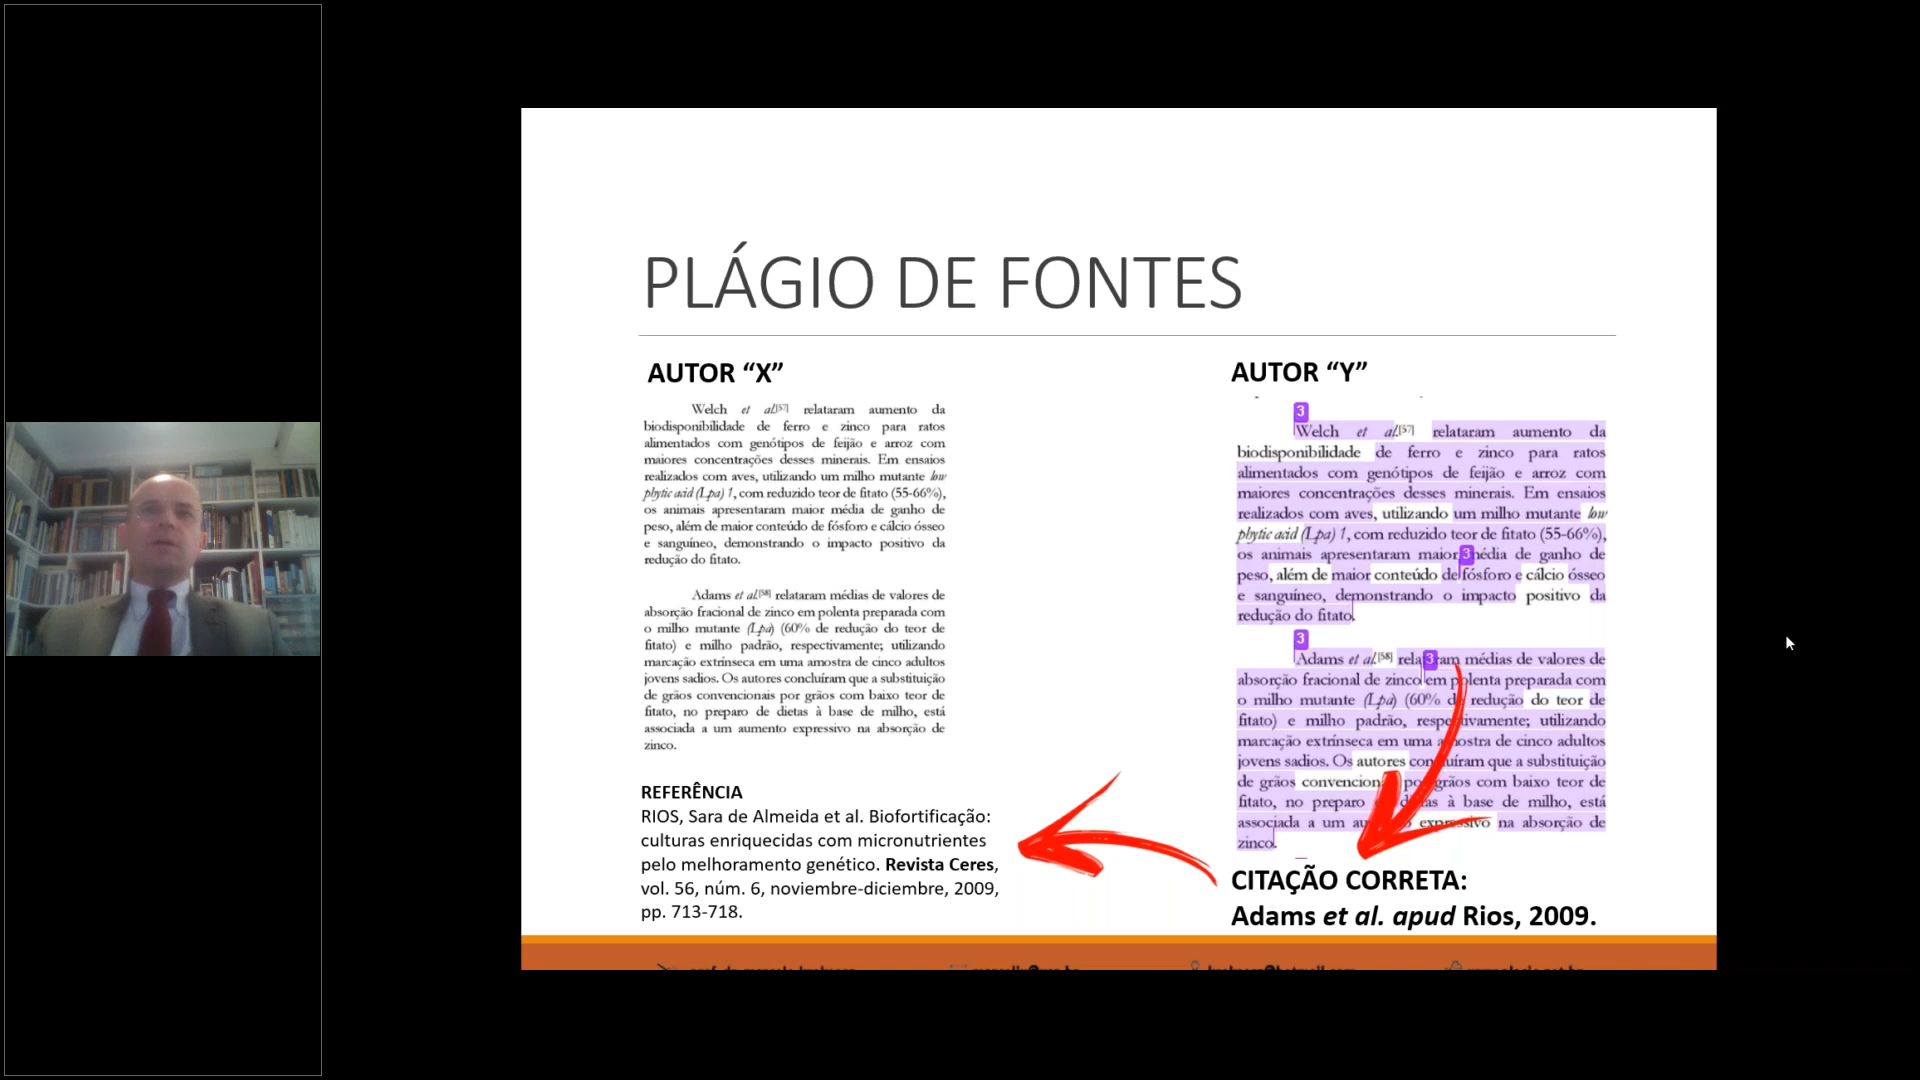 PLÁGIO DE FONTES
AUTOR “X”
Welch et al.[57] relataram aumento da
biodisponibilidade de ferro e zinco para ratos
alimentados com genótipos de feijão e arroz com
maiores concentrações desses minerais. Em ensaios
realizados com aves, utilizando um milho mutante low
phytic acid (Lpa) 1, com reduzido teor de fitato (55-66%),
os animais apresentaram maior média de ganho de
peso, além de maior conteúdo de fósforo e cálcio ósseo
e sanguíneo, demonstrando o impacto positivo da
redução do fitato.
Adams et al.[58] relataram médias de valores de
absorção fracional de zinco em polenta preparada com
o milho mutante (Lpa) (60% de redução do teor de
fitato) e milho padrão, respectivamente; utilizando
marcação extrínseca em uma amostra de cinco adultos
jovens sadios. Os autores concluíram que a substituição
de grãos convencionais por grãos com baixo teor de
fitato, no preparo de dietas à base de milho, está
associada a um aumento expressivo na absorção de
zinco.
REFERÊNCIA
RIOS, Sara de Almeida et al. Biofortificação:
culturas enriquecidas com micronutrientes
pelo melhoramento genético. Revista Ceres,
vol. 56, núm. 6, noviembre-diciembre, 2009,
pp. 713-718.
AUTOR “Y”
3
Welch et al.[57] relataram aumento da
biodisponibilidade de ferro e zinco para ratos
alimentados com genótipos de feijão e arroz com
maiores concentrações desses minerais. Em ensaios
realizados com aves, utilizando um milho mutante low
phytic acid (Lpa) 1, com reduzido teor de fitato (55-66%),
os animais apresentaram maior 3 média de ganho de
peso, além de maior conteúdo de fósforo e cálcio ósseo
e sanguíneo, demonstrando o impacto positivo da
redução do fitato.
3
Adams et al.[58] relataram 3 médias de valores de
absorção fracional de zinco em polenta preparada com
o milho mutante (Lpa) (60% de redução do teor de
fitato) e milho padrão, respectivamente; utilizando
marcação extrínseca em uma amostra de cinco adultos
jovens sadios. Os autores concluíram que a substituição
de grãos convencionais por grãos com baixo teor de
fitato, no preparo de dietas à base de milho, está
associada a um aumento expressivo na absorção de
zinco.
CITAÇÃO CORRETA:
Adams et al. apud Rios, 2009.